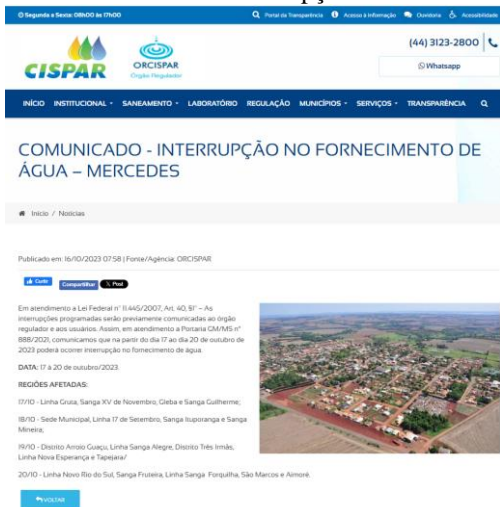 Segunda a Sexta: 08h00 às 17h00
Portal da Transparência Acesso à Informação Ouvidoria Acessibilidade
CISPAR
ORCISPAR
Órgão Regulador
(44) 3123-2800
Whatsapp
INÍCIO INSTITUCIONAL SANEAMENTO LABORATÓRIO REGULAÇÃO MUNICÍPIOS SERVIÇOS TRANSPARÊNCIA
COMUNICADO - INTERRUPÇÃO NO FORNECIMENTO DE
ÁGUA – MERCEDES
Início / Notícias
Publicado em: 16/10/2023 07:58 | Fonte/Agência: ORCISPAR
Curtir Compartilhar X Post
Em atendimento a Lei Federal n° 11.445/2007, Art. 40, §1° – As
interrupções programadas serão previamente comunicadas ao órgão
regulador e aos usuários. Assim, em atendimento a Portaria GM/MS n°
888/2021, comunicamos que na partir do dia 17 ao dia 20 de outubro de
2023 poderá ocorrer interrupção no fornecimento de água.
DATA: 17 a 20 de outubro/2023.
REGIÕES AFETADAS:
17/10 - Linha Gruta, Sanga XV de Novembro, Gleba e Sanga Guilherme;
18/10 - Sede Municipal, Linha 17 de Setembro, Sanga Ituporanga e Sanga
Mineira;
19/10 - Distrito Arroio Guaçu, Linha Sanga Alegre, Distrito Três Irmãs,
Linha Nova Esperança e Tapejara/
20/10 - Linha Novo Rio do Sul, Sanga Fruteira, Linha Sanga Forquilha, São Marcos e Aimoré.
VOLTAR